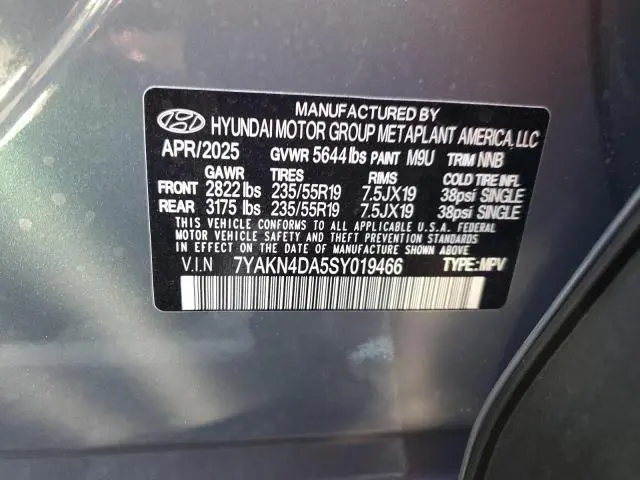 MANUFACTURED BY
HYUNDAI MOTOR GROUP METAPLANT AMERICA, LLC
APR/2025 GVWR 5644 lbs PAINT M9U TRIM NNB
GAWR TIRES RIMS COLD TIRE INFL
FRONT 2822 lbs 235/55R19 7.5JX19 38psi SINGLE
REAR 3175 lbs 235/55R19 7.5JX19 38psi SINGLE
THIS VEHICLE CONFORMS TO ALL APPLICABLE U.S.A. FEDERAL
MOTOR VEHICLE SAFETY AND THEFT PREVENTION STANDARDS
IN EFFECT ON THE DATE OF MANUFACTURE SHOWN ABOVE.
V.I.N 7YAKN4DA5SY019466 TYPE: MPV